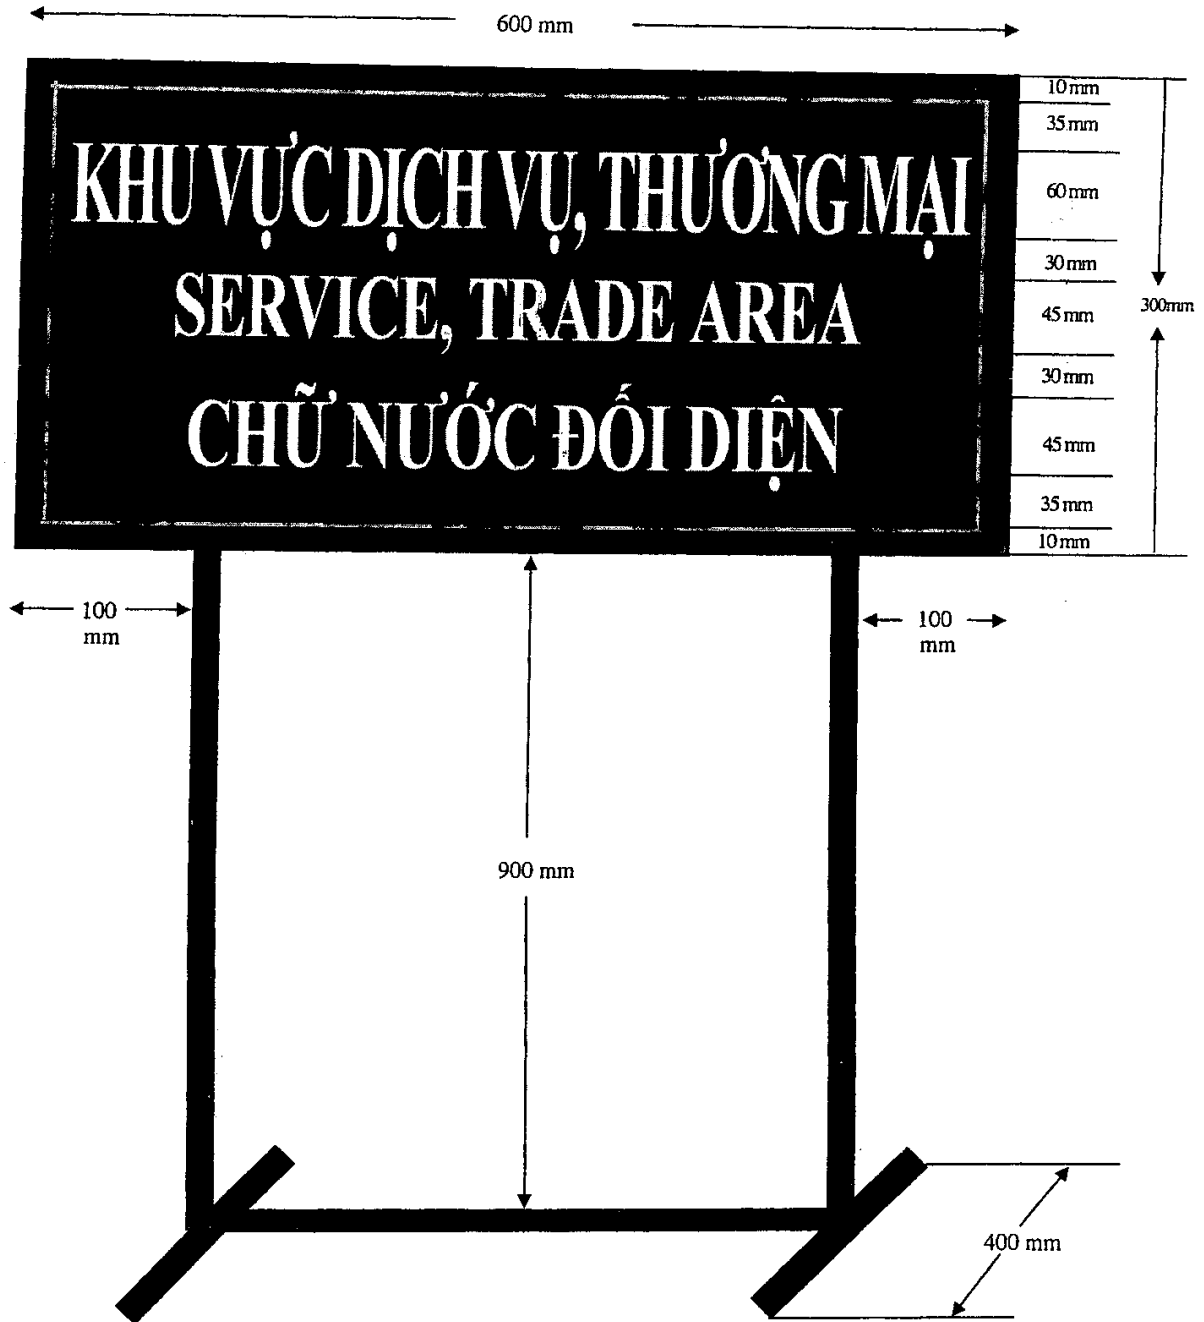 600 mm
10 mm
35 mm
KHU VỰC DỊCH VỤ, THƯƠNG MẠI
60 mm
30 mm
SERVICE, TRADE AREA
45 mm
300mm
30 mm
CHỮ NƯỚC ĐỐI DIỆN
45 mm
35 mm
10 mm
100
mm
100
mm
900 mm
400 mm